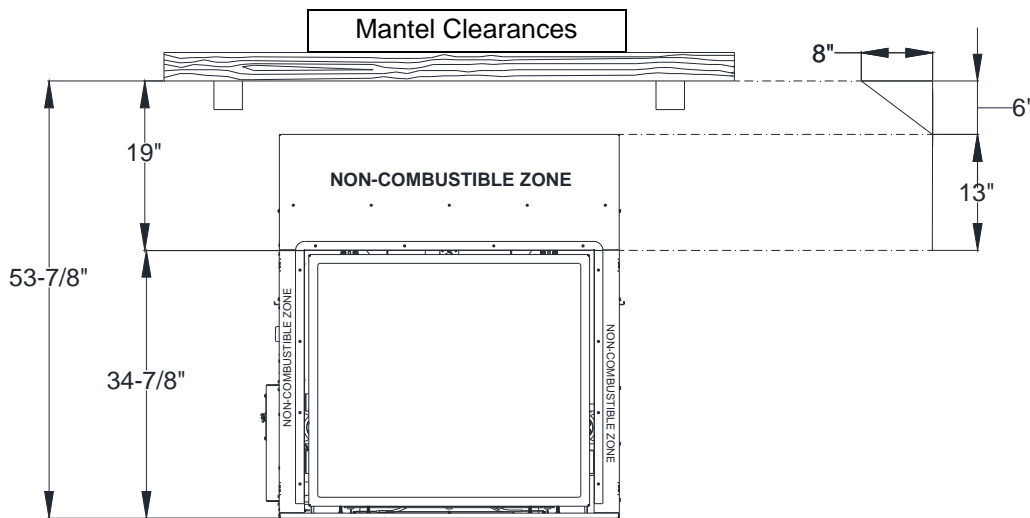 Mantel Clearances
8"
6"
19"
NON-COMBUSTIBLE ZONE
13"
53-7/8"
NON-COMBUSTIBLE ZONE
NON-COMBUSTIBLE ZONE
34-7/8"